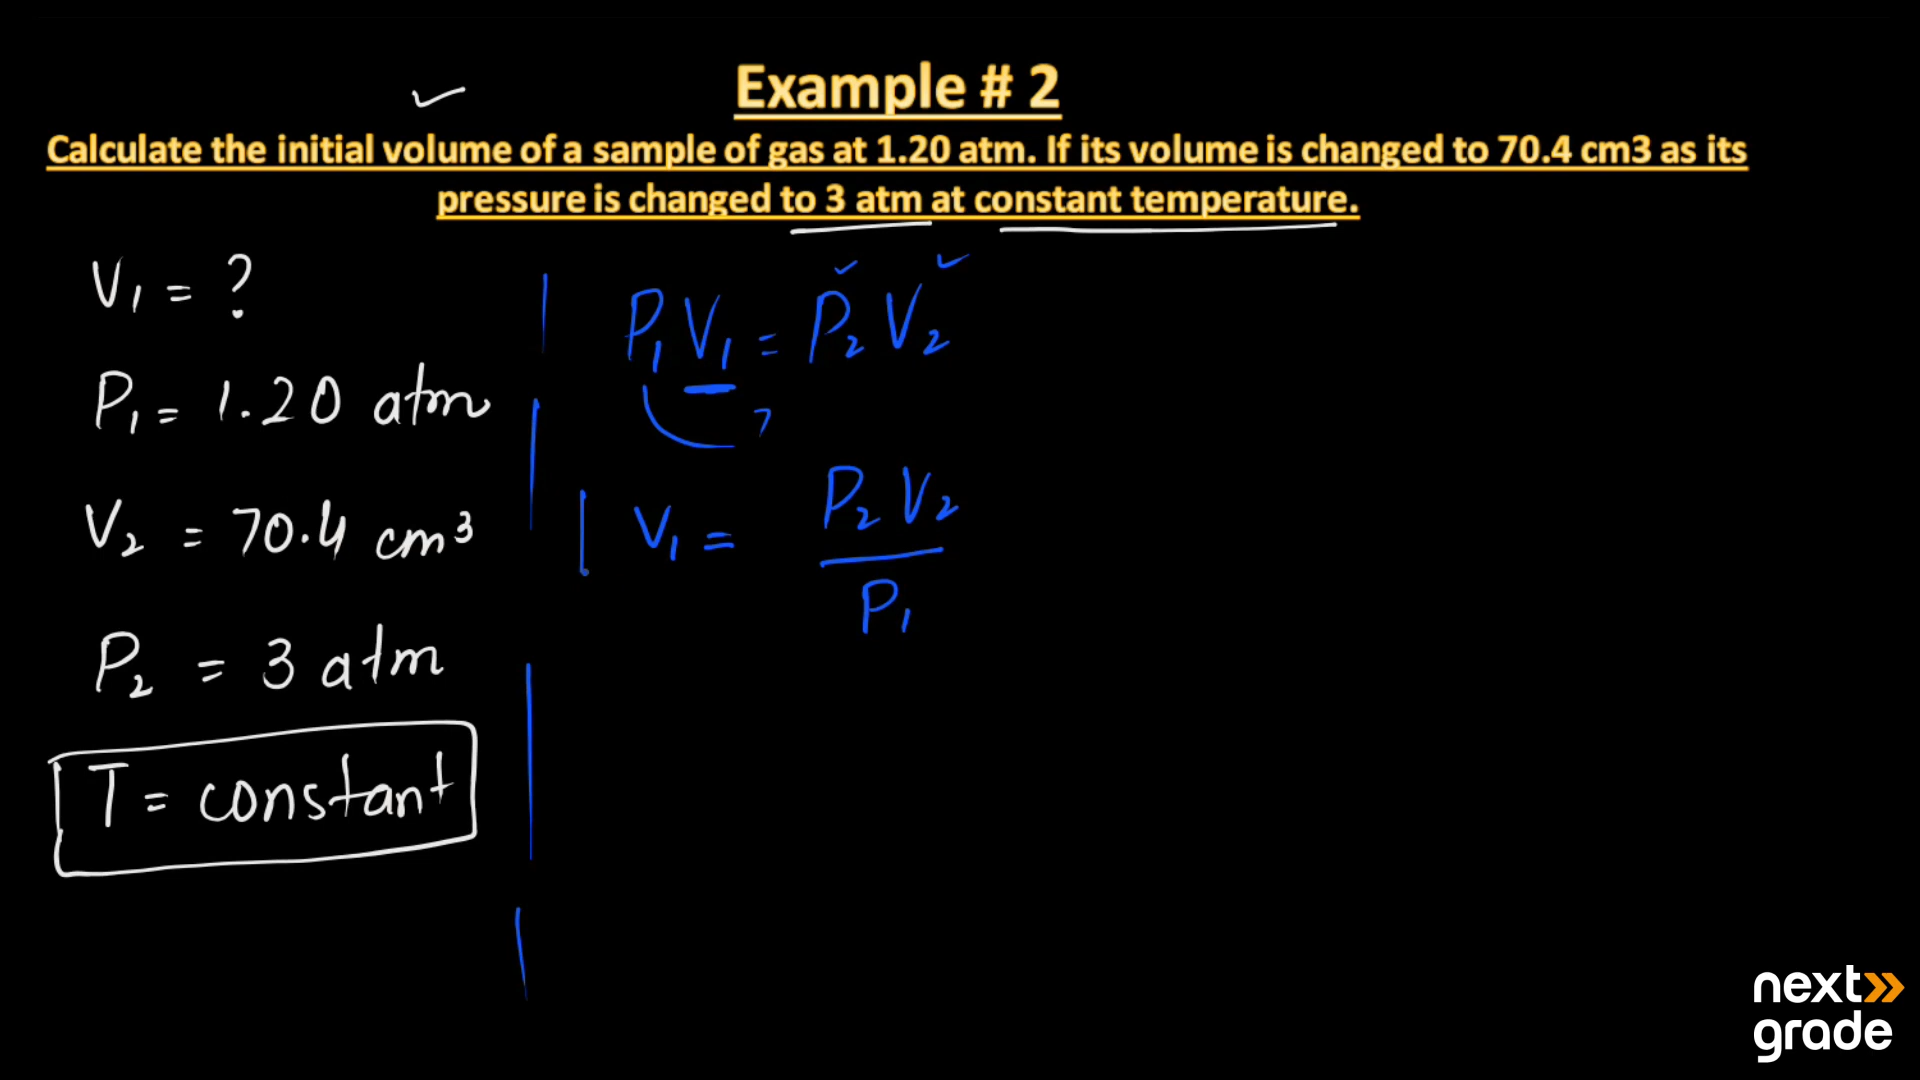 Example # 2
Calculate the initial volume of a sample of gas at 1.20 atm. If its volume is changed to 70.4 cm3 as its
pressure is changed to 3 atm at constant temperature.
V₁ = ?
P₁ = 1.20 atm
V₂ = 70.4 cm³
P₂ = 3 atm
T = constant
P₁V₁ = P₂V₂
V₁ = P₂V₂
P₁
next
grade